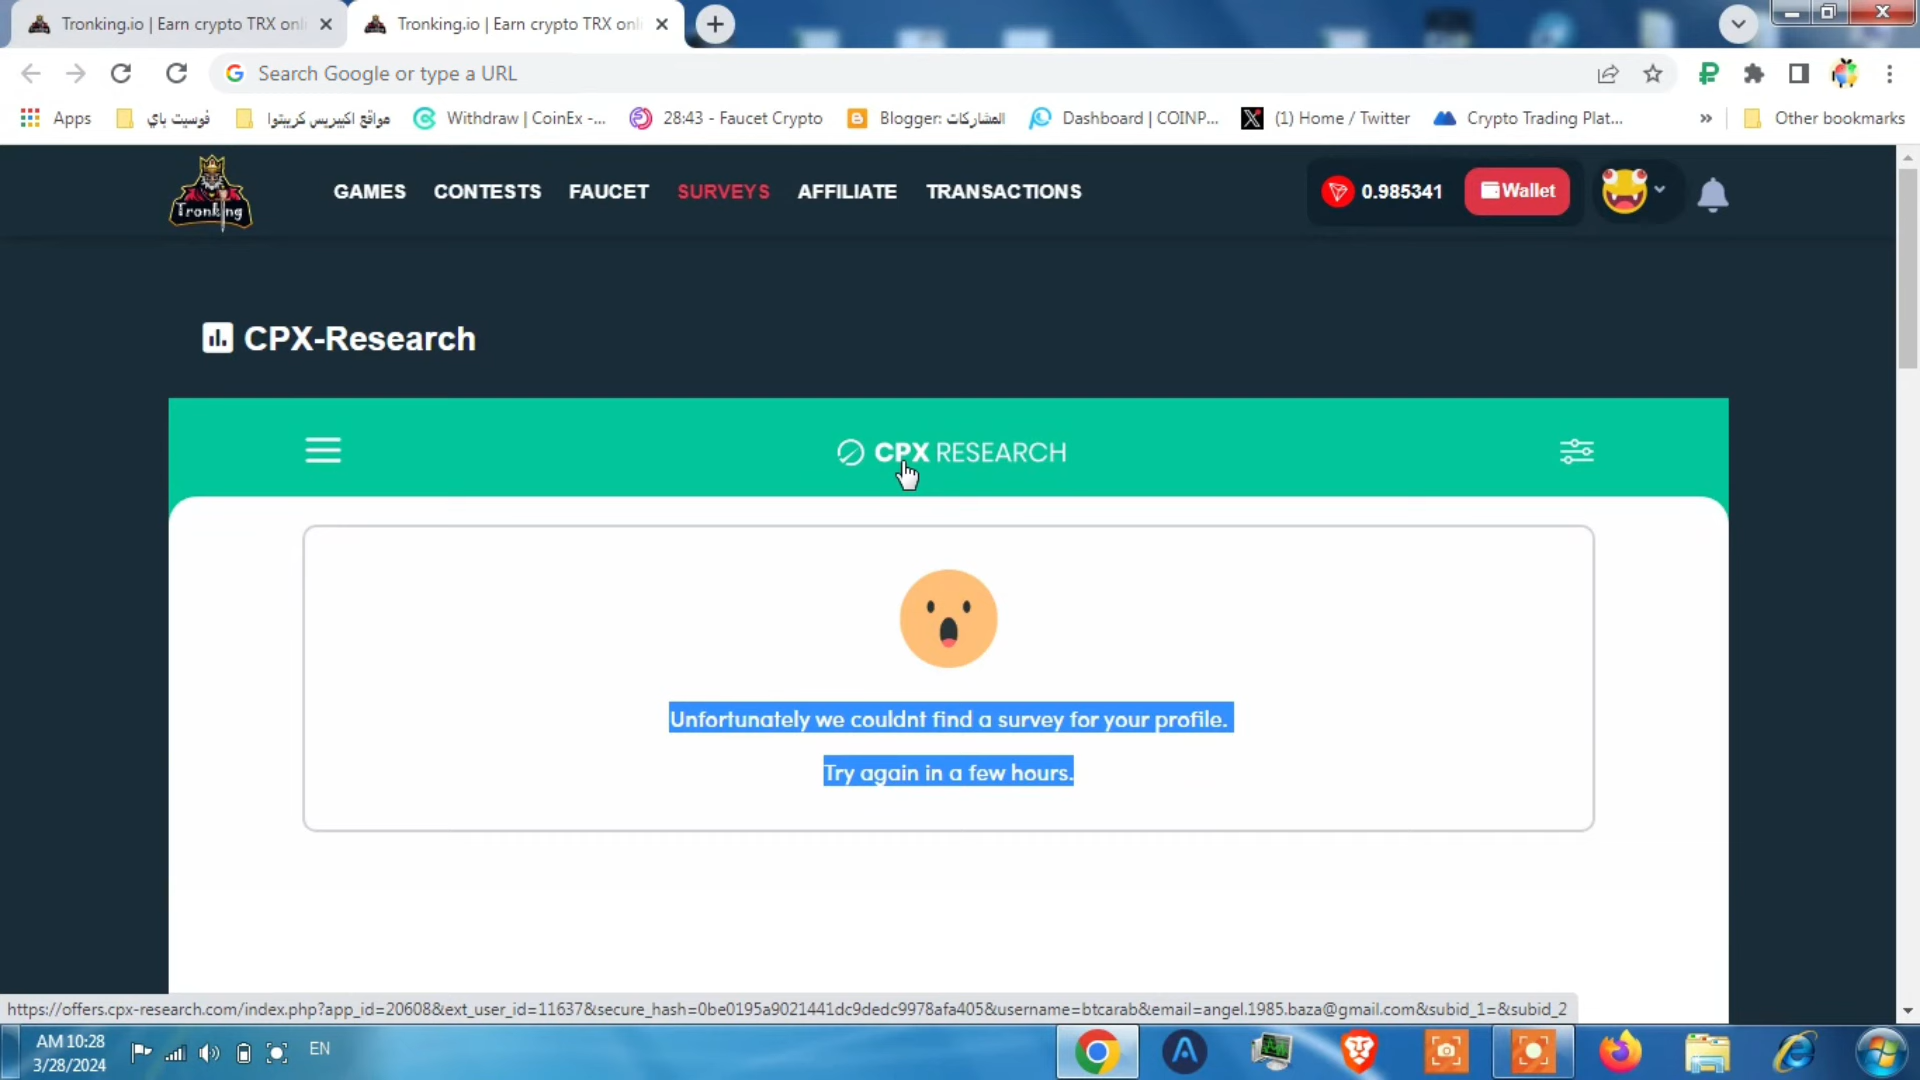 Tronking.io | Earn crypto TRX onli
Tronking.io | Earn crypto TRX onli
Search Google or type a URL
Apps
فوسيت باي
مواقع اكبيريس كريبتوا
Withdraw | CoinEx -...
28:43 - Faucet Crypto
Blogger: المشاركات
Dashboard | COINP...
(1) Home / Twitter
Crypto Trading Plat...
»
Other bookmarks
Tronking
GAMES
CONTESTS
FAUCET
SURVEYS
AFFILIATE
TRANSACTIONS
0.985341
Wallet
CPX-Research
CPX RESEARCH
Unfortunately we couldnt find a survey for your profile.
Try again in a few hours.
https://offers.cpx-research.com/index.php?app_id=20608&ext_user_id=11637&secure_hash=0be0195a9021441dc9dedc9978afa405&username=btcarab&email=angel.1985.baza@gmail.com&subid_1=&subid_2
AM 10:28
3/28/2024
EN